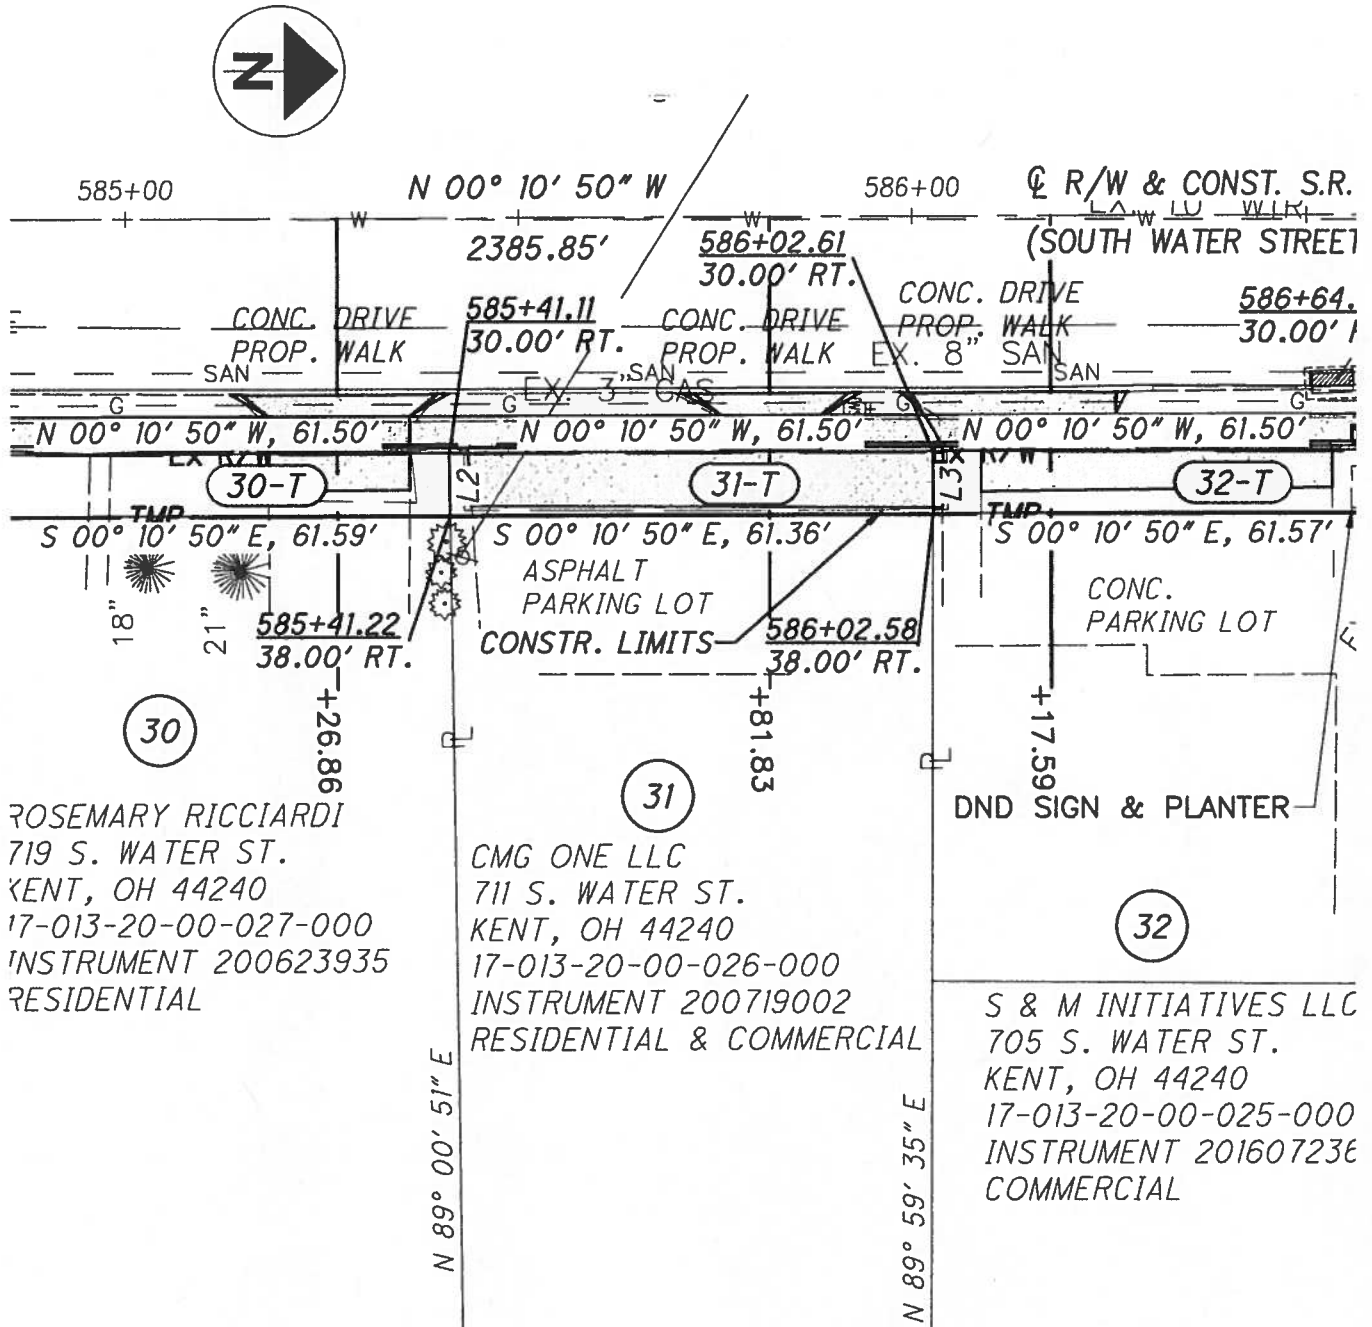 N
585+00
N 00° 10' 50" W
2385.85'
586+00
℄ R/W & CONST. S.R.
(SOUTH WATER STREET
W
W
W
586+02.61
30.00' RT.
585+41.11
30.00' RT.
586+64.
30.00'
CONC. DRIVE
PROP. WALK
CONC. DRIVE
PROP. WALK
CONC. DRIVE
PROP. WALK
EX. 8" SAN
SAN
SAN
SAN
EX. 3" GAS
G
G
G
G
N 00° 10' 50" W, 61.50'
N 00° 10' 50" W, 61.50'
N 00° 10' 50" W, 61.50'
EX R/W
EX R/W
30-T
L2
31-T
L3
32-T
TMP
TMP
S 00° 10' 50" E, 61.59'
S 00° 10' 50" E, 61.36'
S 00° 10' 50" E, 61.57'
18"
21"
ASPHALT
PARKING LOT
CONC.
PARKING LOT
585+41.22
38.00' RT.
CONSTR. LIMITS
586+02.58
38.00' RT.
+26.86
+81.83
+17.59
PL
PL
DND SIGN & PLANTER
30
ROSEMARY RICCIARDI
719 S. WATER ST.
KENT, OH 44240
17-013-20-00-027-000
INSTRUMENT 200623935
RESIDENTIAL
31
CMG ONE LLC
711 S. WATER ST.
KENT, OH 44240
17-013-20-00-026-000
INSTRUMENT 200719002
RESIDENTIAL & COMMERCIAL
32
S & M INITIATIVES LLC
705 S. WATER ST.
KENT, OH 44240
17-013-20-00-025-000
INSTRUMENT 20160723
COMMERCIAL
N 89° 00' 51" E
N 89° 59' 35" E